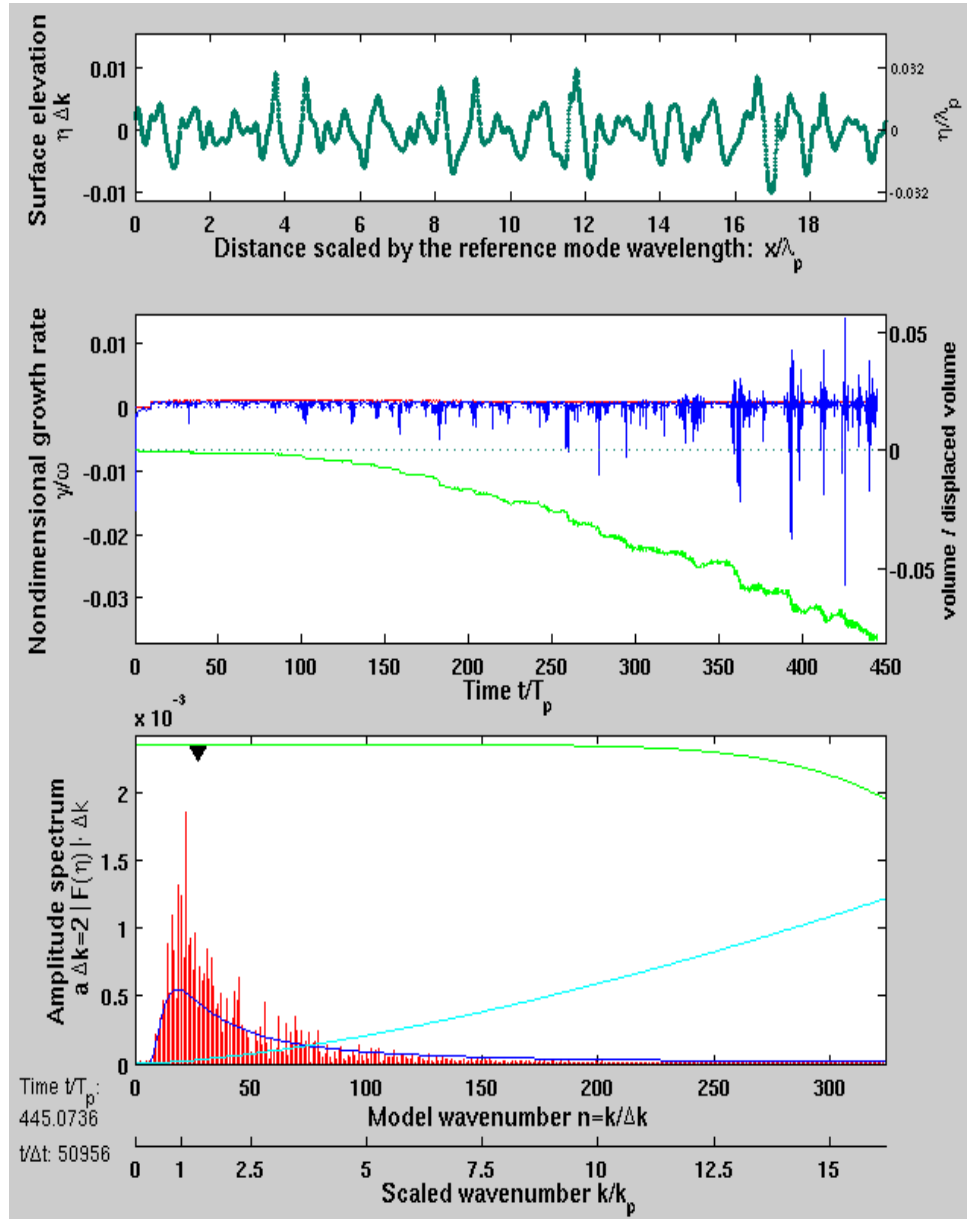 Surface elevation
η Δk
0.01
0
-0.01
0.032
0
-0.032
η/λp
0 2 4 6 8 10 12 14 16 18
Distance scaled by the reference mode wavelength: x/λp
Nondimensional growth rate
γ/ω
0.01
0
-0.01
-0.02
-0.03
0.05
0
-0.05
volume / displaced volume
0 50 100 150 200 250 300 350 400 450
Time t/Tp
x 10⁻³
Amplitude spectrum
a Δk=2 | F(η) |· Δk
2
1.5
1
0.5
0
0 50 100 150 200 250 300
Model wavenumber n=k/Δk
Time t/Tp:
445.0736
t/Δt: 50956
0 1 2.5 5 7.5 10 12.5 15
Scaled wavenumber k/kp